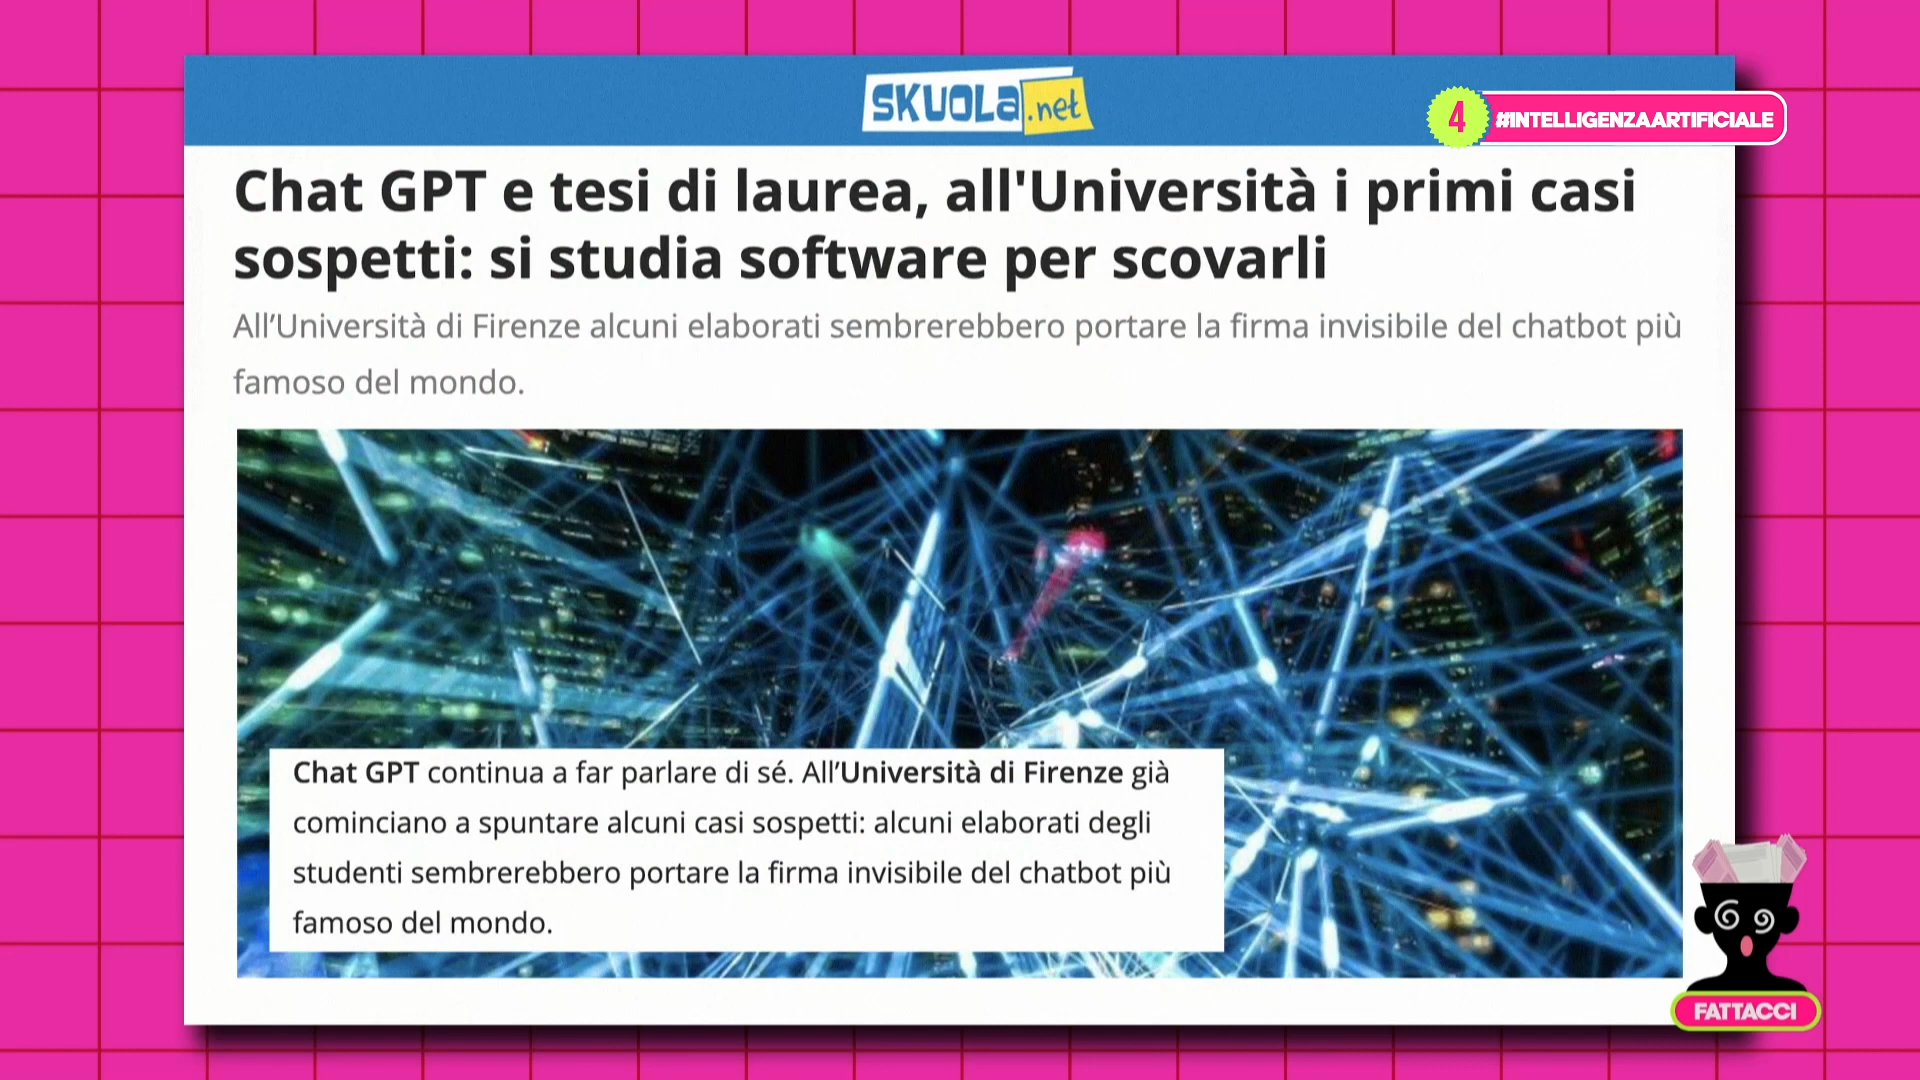 SKUOLa.net
4 #INTELLIGENZAARTIFICIALE
Chat GPT e tesi di laurea, all'Università i primi casi
sospetti: si studia software per scovarli
All’Università di Firenze alcuni elaborati sembrerebbero portare la firma invisibile del chatbot più
famoso del mondo.
Chat GPT continua a far parlare di sé. All’Università di Firenze già
cominciano a spuntare alcuni casi sospetti: alcuni elaborati degli
studenti sembrerebbero portare la firma invisibile del chatbot più
famoso del mondo.
FATTACCI